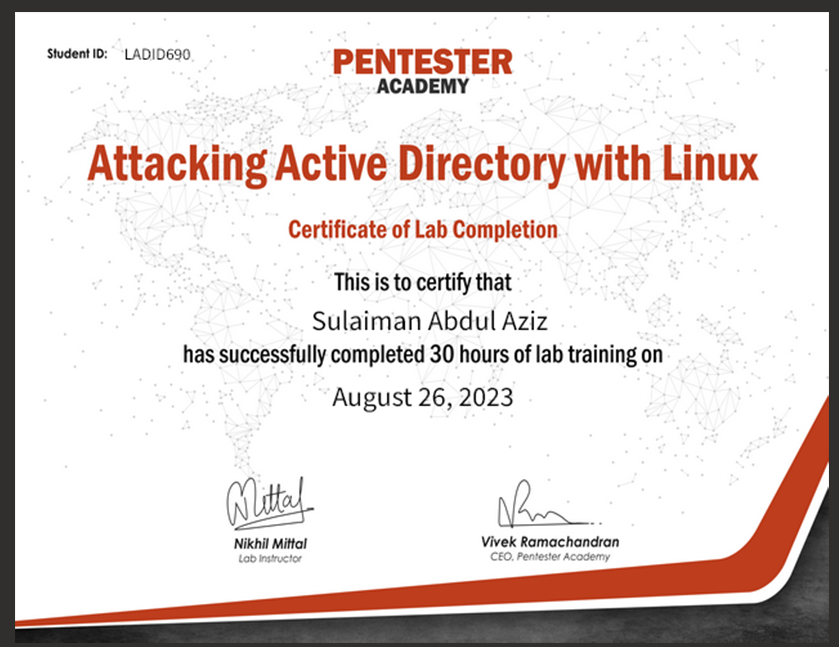 Student ID: LADID690
PENTESTER
ACADEMY
Attacking Active Directory with Linux
Certificate of Lab Completion
This is to certify that
Sulaiman Abdul Aziz
has successfully completed 30 hours of lab training on
August 26, 2023
Nikhil Mittal
Lab Instructor
Vivek Ramachandran
CEO, Pentester Academy